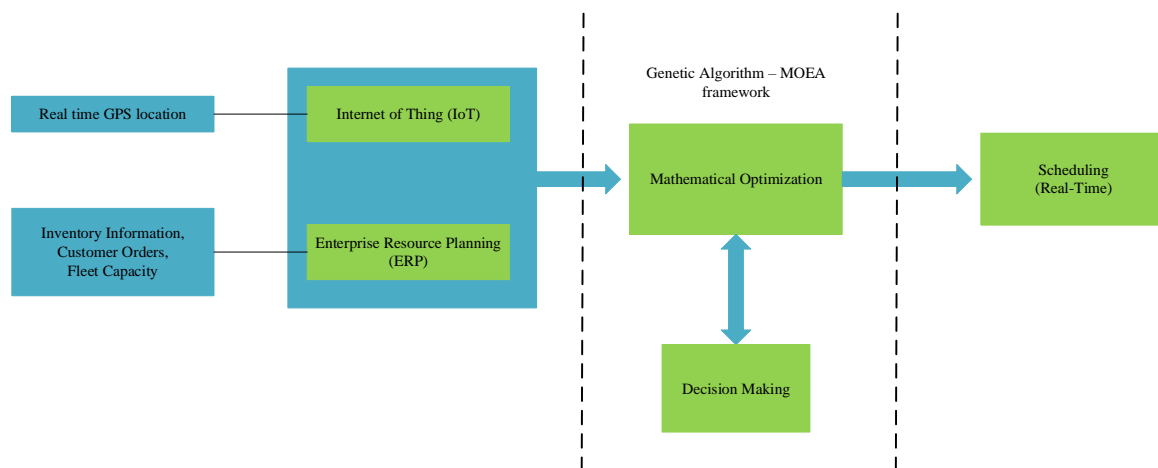 Real time GPS location
Internet of Thing (IoT)
Inventory Information,
Customer Orders,
Fleet Capacity
Enterprise Resource Planning
(ERP)
Genetic Algorithm – MOEA
framework
Mathematical Optimization
Decision Making
Scheduling
(Real-Time)